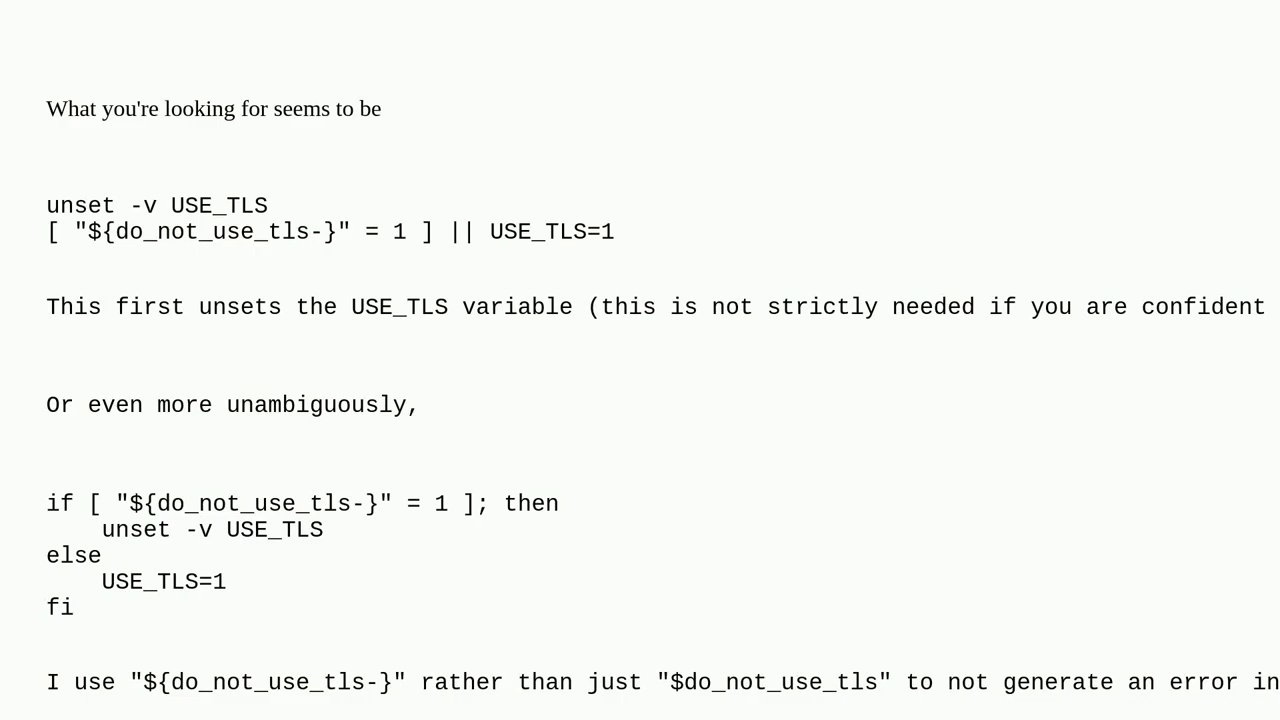 What you're looking for seems to be
unset -v USE_TLS
[ "${do_not_use_tls-}" = 1 ] || USE_TLS=1
This first unsets the USE_TLS variable (this is not strictly needed if you are confident
Or even more unambiguously,
if [ "${do_not_use_tls-}" = 1 ]; then
    unset -v USE_TLS
else
    USE_TLS=1
fi
I use "${do_not_use_tls-}" rather than just "$do_not_use_tls" to not generate an error in